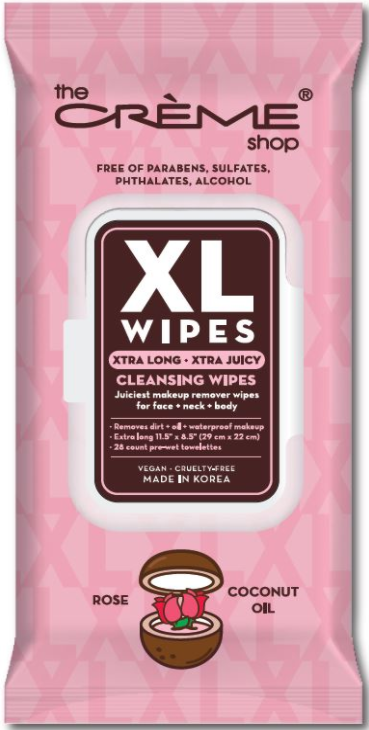 the
CRÈME®
shop
FREE OF PARABENS, SULFATES,
PHTHALATES, ALCOHOL
XL
WIPES
XTRA LONG • XTRA JUICY
CLEANSING WIPES
Juiciest makeup remover wipes
for face + neck + body
• Removes dirt + oil + waterproof makeup
• Extra long 11.5" x 8.5" (29 cm x 22 cm)
• 28 count pre-wet towelettes
VEGAN • CRUELTY-FREE
MADE IN KOREA
ROSE
COCONUT
OIL